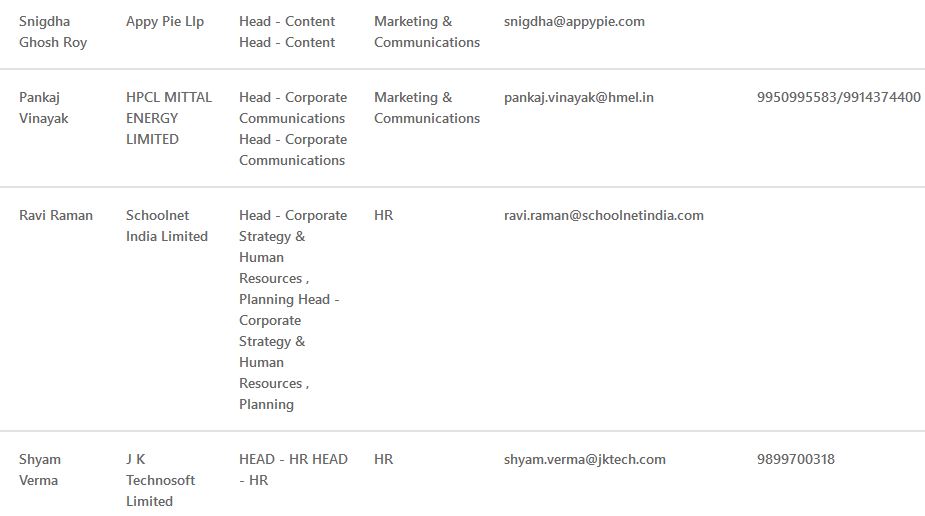 Snigdha Appy Pie Llp Head - Content Marketing & snigdha@appypie.com
Ghosh Roy Head - Content Communications
Pankaj HPCL MITTAL Head - Corporate Marketing & pankaj.vinayak@hmel.in 9950995583/9914374400
Vinayak ENERGY Communications Communications
LIMITED Head - Corporate
Communications
Ravi Raman Schoolnet Head - Corporate HR ravi.raman@schoolnetindia.com
India Limited Strategy &
Human
Resources ,
Planning Head -
Corporate
Strategy &
Human
Resources ,
Planning
Shyam J K HEAD - HR HEAD HR shyam.verma@jktech.com 9899700318
Verma Technosoft - HR
Limited